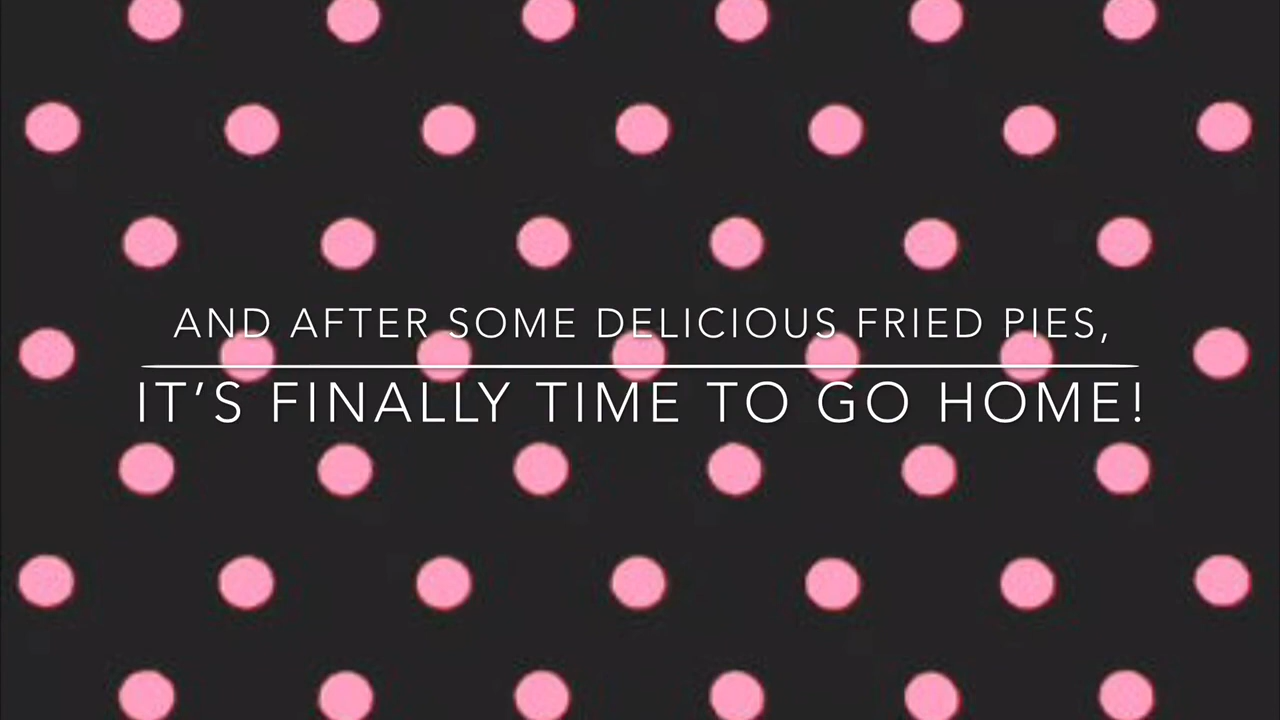 AND AFTER SOME DELICIOUS FRIED PIES,
IT’S FINALLY TIME TO GO HOME!